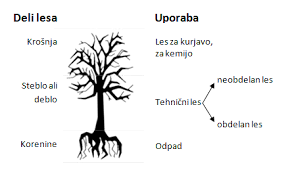 Deli lesa
Uporaba
Krošnja
Les za kurjavo,
za kemijo
Steblo ali
deblo
Tehnični les
neobdelan les
obdelan les
Korenine
Odpad